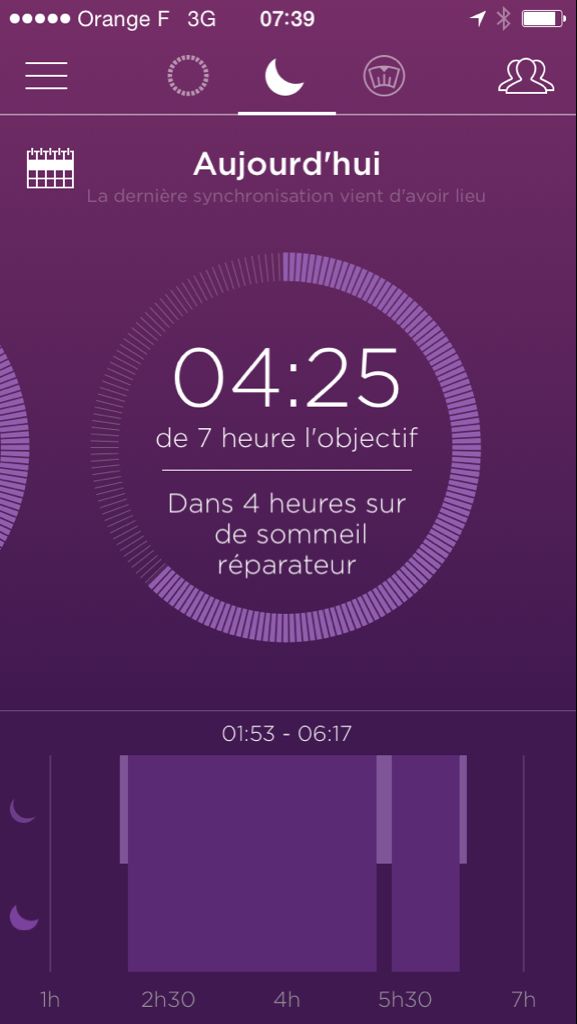 Orange F 3G 07:39
Aujourd'hui
La dernière synchronisation vient d'avoir lieu
04:25
de 7 heure l'objectif
Dans 4 heures sur
de sommeil
réparateur
01:53 - 06:17
1h 2h30 4h 5h30 7h